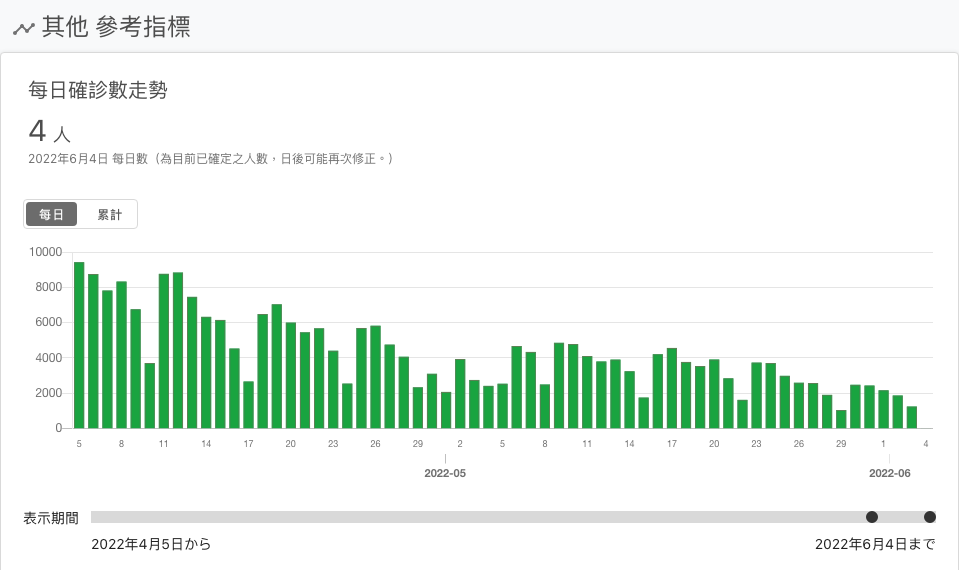 其他 參考指標
每日確診數走勢
4 人
2022年6月4日 每日數（為目前已確定之人數，日後可能再次修正。）
每日 累計
10000
8000
6000
4000
2000
0
5 8 11 14 17 20 23 26 29 2 5 8 11 14 17 20 23 26 29 1 4
2022-05 2022-06
表示期間
2022年4月5日から 2022年6月4日まで